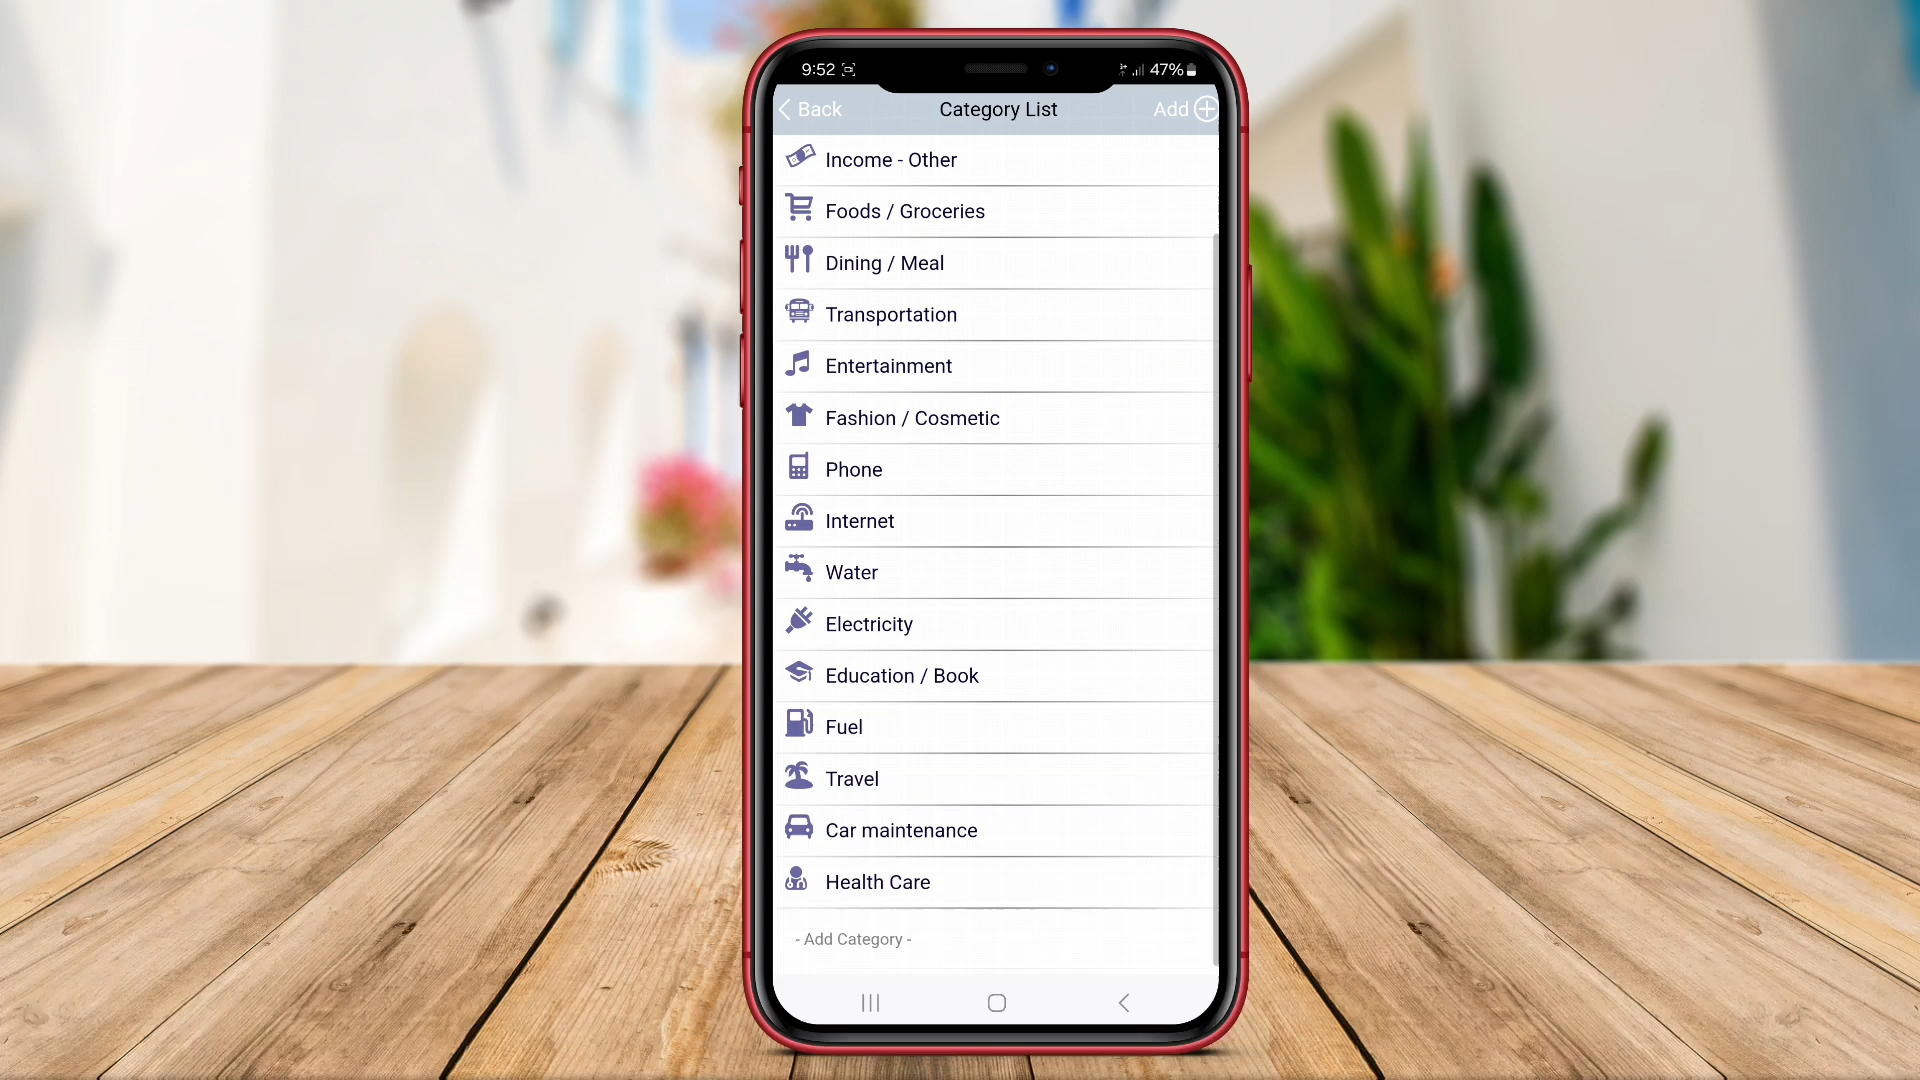 9:52 47%
Back Category List Add
Income - Other
Foods / Groceries
Dining / Meal
Transportation
Entertainment
Fashion / Cosmetic
Phone
Internet
Water
Electricity
Education / Book
Fuel
Travel
Car maintenance
Health Care
- Add Category -